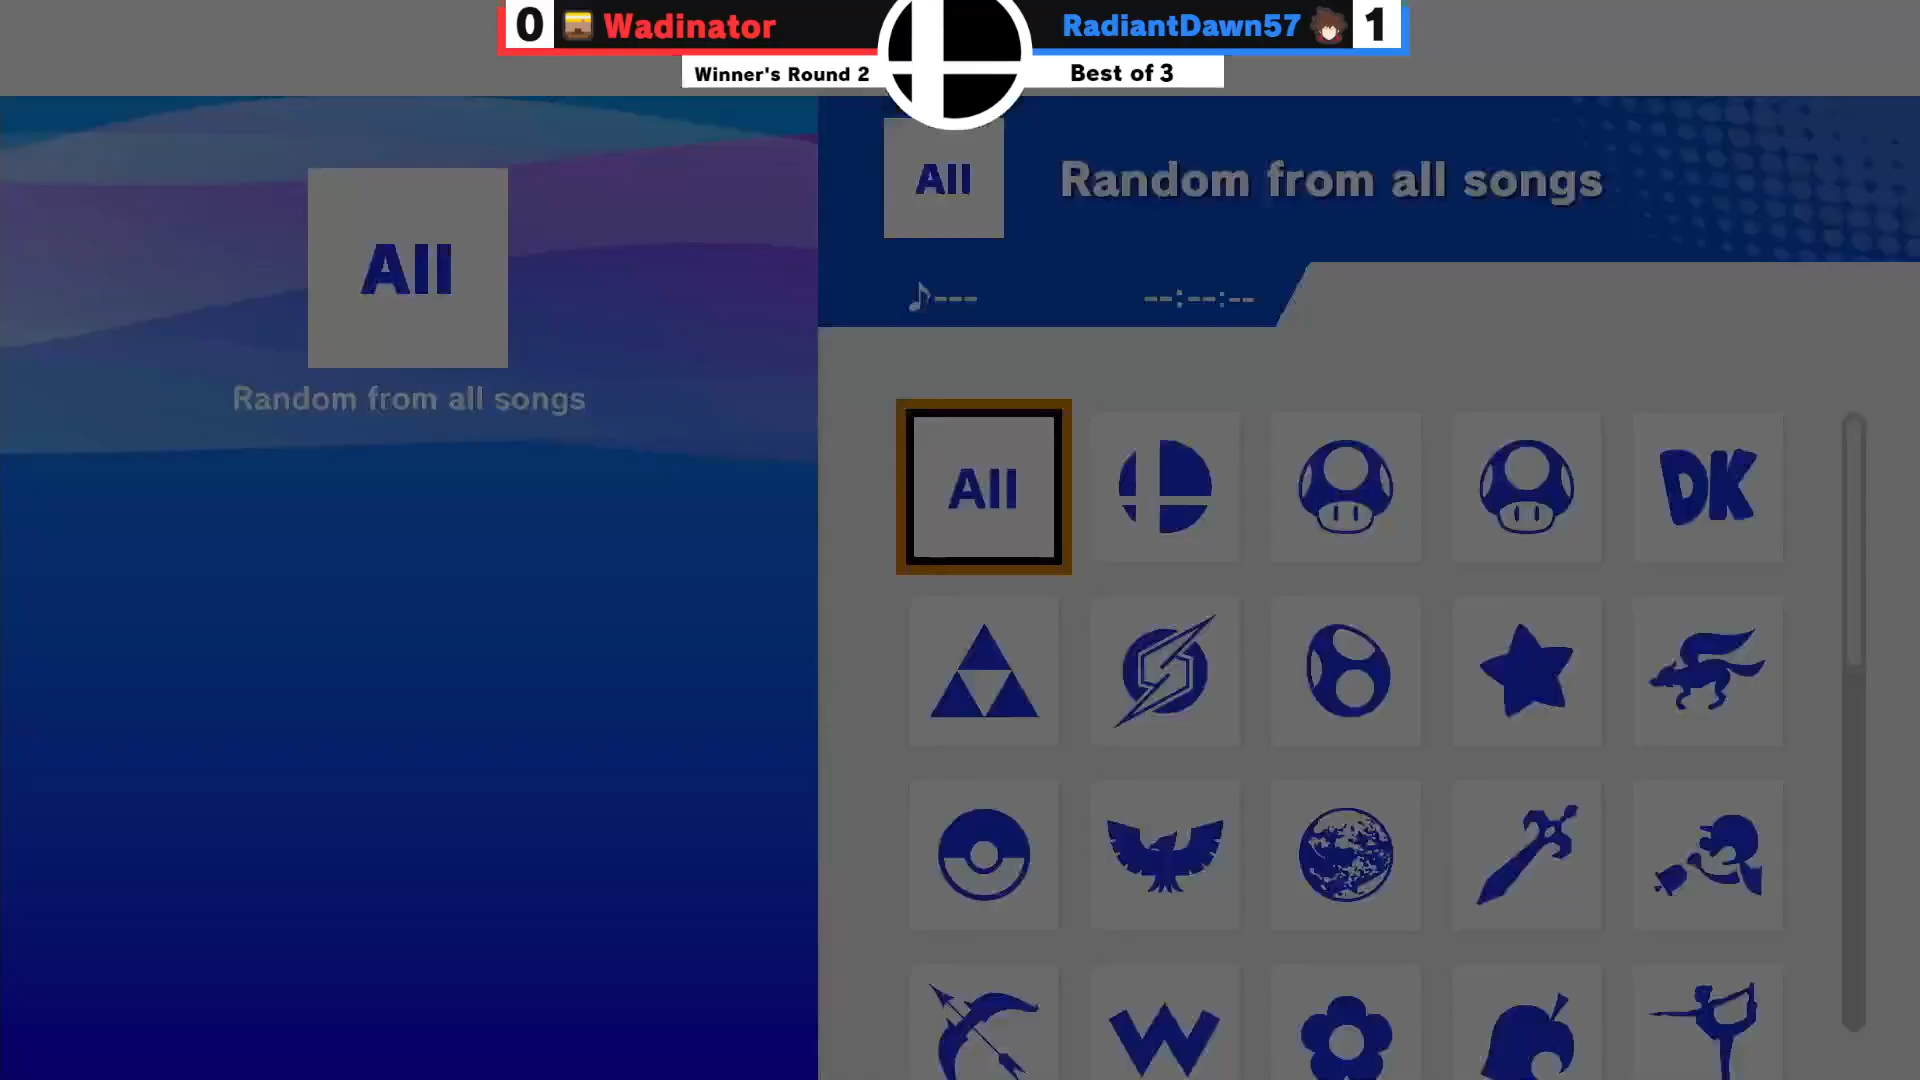 0 Wadinator RadiantDawn57 1
Winner's Round 2 Best of 3
All
Random from all songs
♪--- --:--:--
All
Random from all songs
All
DK